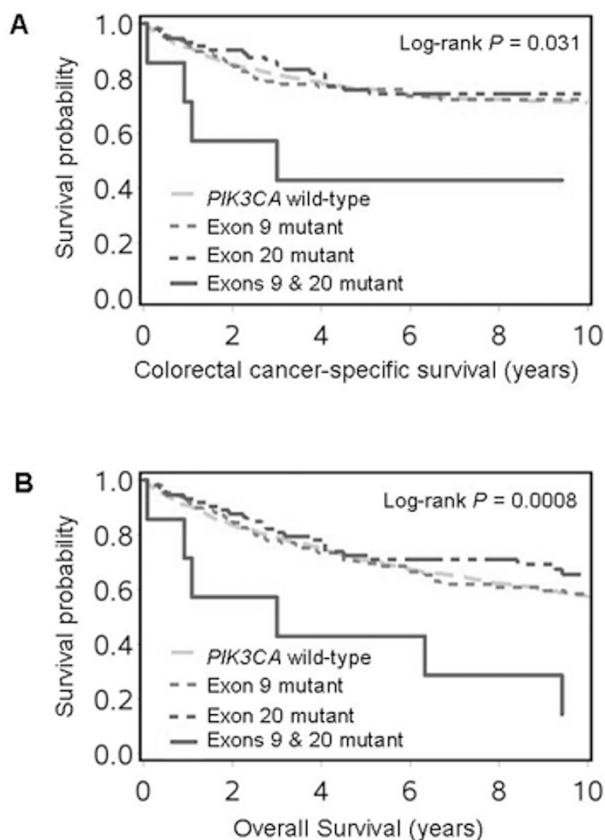 A
Log-rank P = 0.031
Survival probability
1.0
0.8
0.6
0.4
0.2
0.0
PIK3CA wild-type
Exon 9 mutant
Exon 20 mutant
Exons 9 & 20 mutant
0 2 4 6 8 10
Colorectal cancer-specific survival (years)
B
Log-rank P = 0.0008
Survival probability
1.0
0.8
0.6
0.4
0.2
0.0
PIK3CA wild-type
Exon 9 mutant
Exon 20 mutant
Exons 9 & 20 mutant
0 2 4 6 8 10
Overall Survival (years)